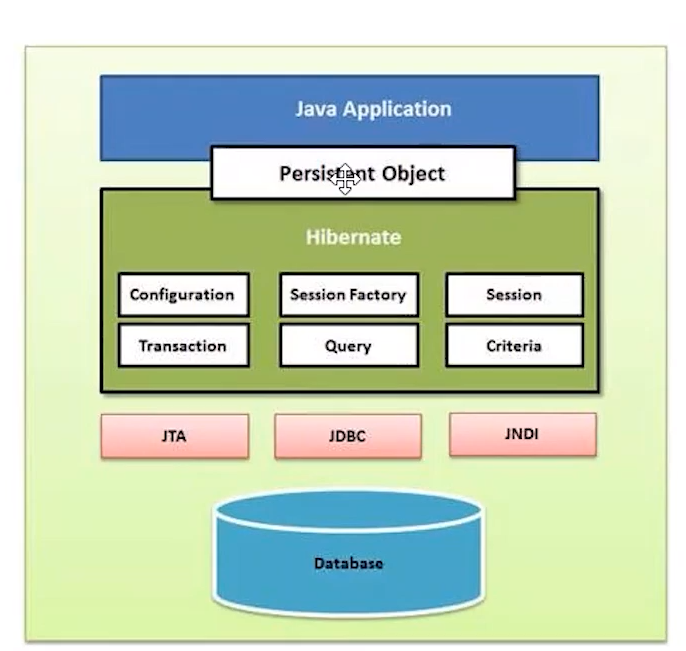 Java Application
Persistent Object
Hibernate
Configuration
Session Factory
Session
Transaction
Query
Criteria
JTA
JDBC
JNDI
Database